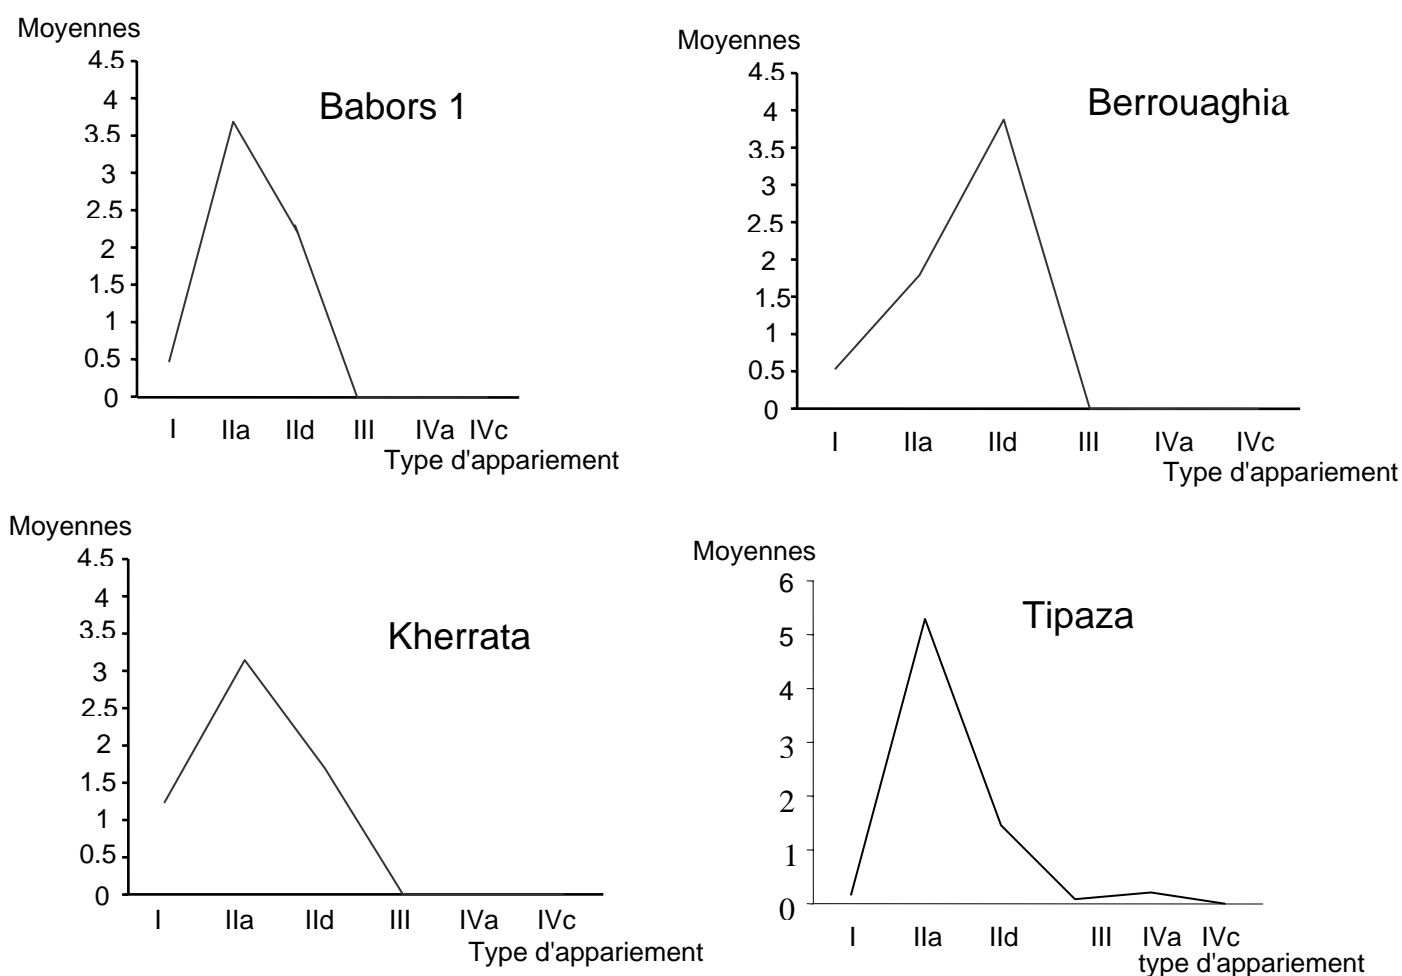 Moyennes
4.5
4
3.5
3
2.5
2
1.5
1
0.5
0
Babors 1
I IIa IId III IVa IVc
Type d'appariement
Moyennes
4.5
4
3.5
3
2.5
2
1.5
1
0.5
0
Berrouaghia
I IIa IId III IVa IVc
Type d'appariement
Moyennes
4.5
4
3.5
3
2.5
2
1.5
1
0.5
0
Kherrata
I IIa IId III IVa IVc
Type d'appariement
Moyennes
6
5
4
3
2
1
0
Tipaza
I IIa IId III IVa IVc
type d'appariement